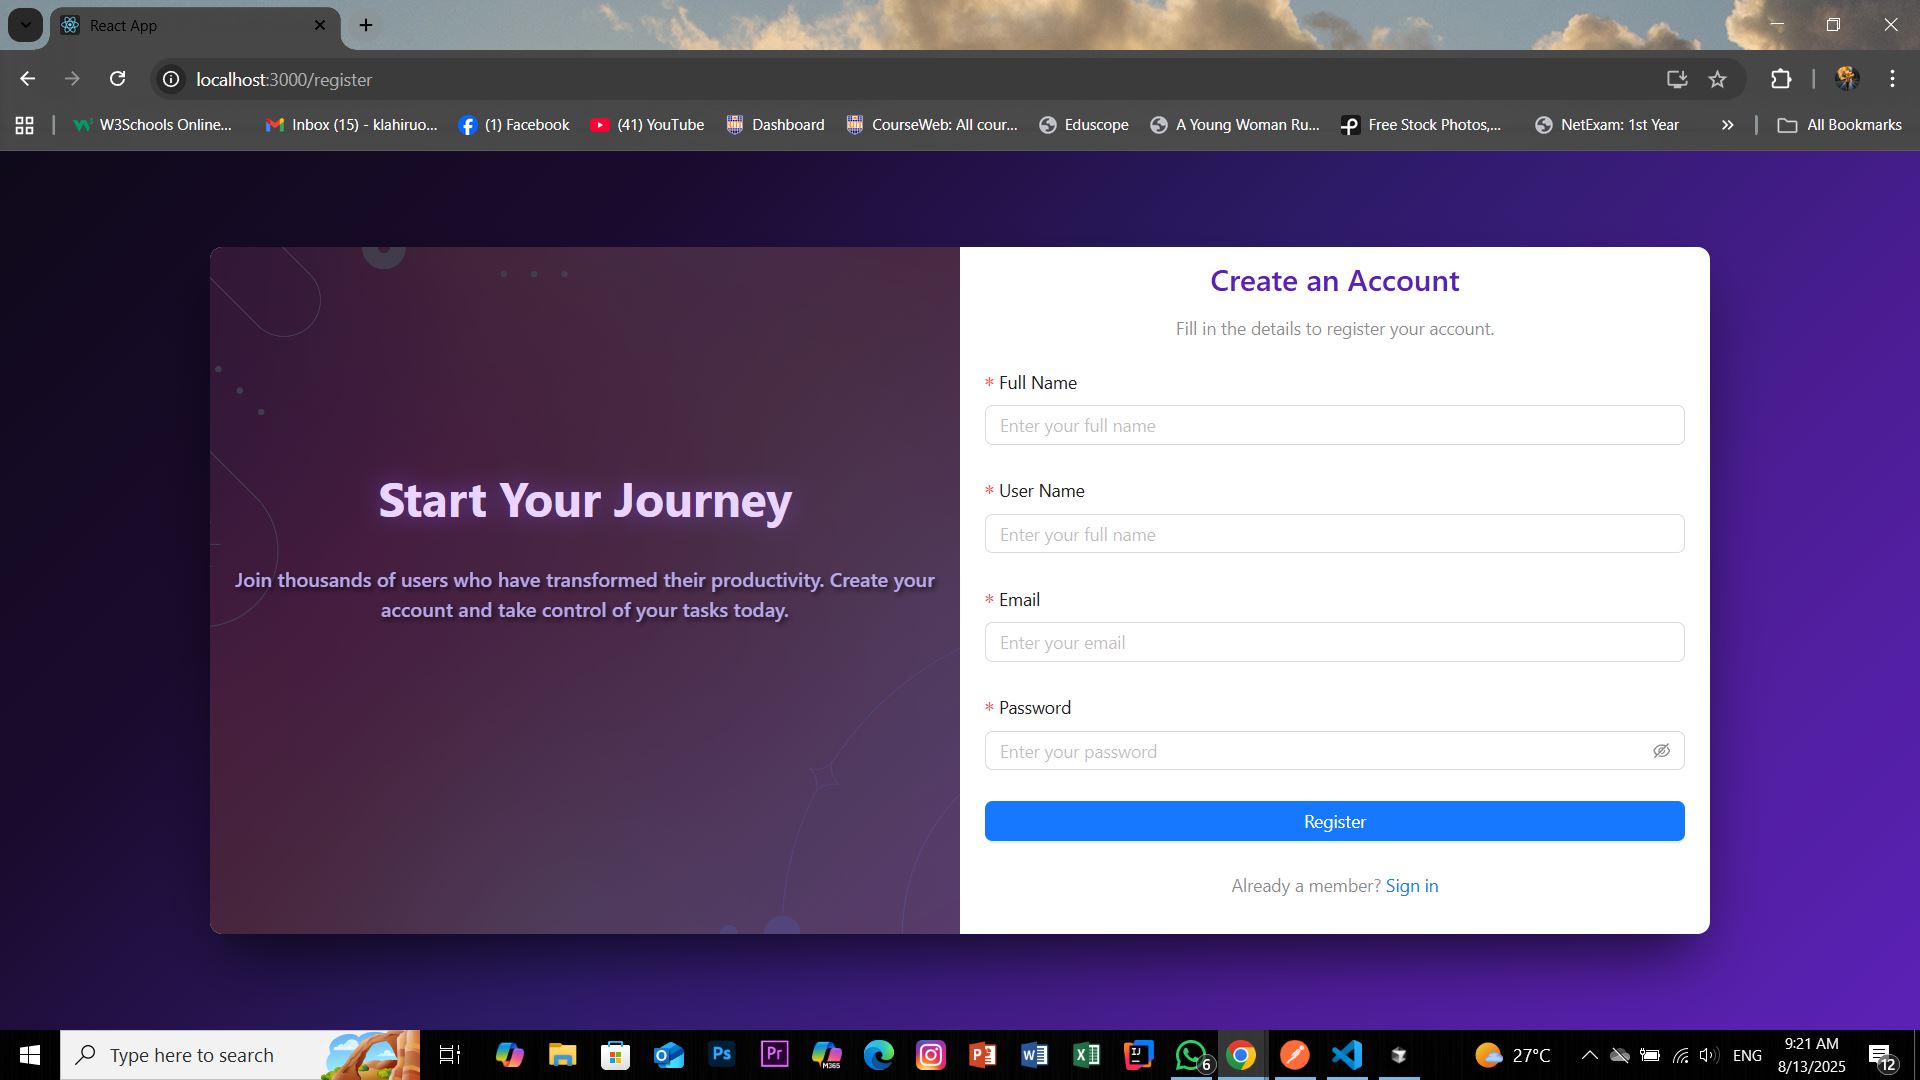 React App
localhost:3000/register
W3Schools Online...
Inbox (15) - klahiruo...
(1) Facebook
(41) YouTube
Dashboard
CourseWeb: All cour...
Eduscope
A Young Woman Ru...
Free Stock Photos,...
NetExam: 1st Year
All Bookmarks
Start Your Journey
Join thousands of users who have transformed their productivity. Create your
account and take control of your tasks today.
Create an Account
Fill in the details to register your account.
* Full Name
Enter your full name
* User Name
Enter your full name
* Email
Enter your email
* Password
Enter your password
Register
Already a member? Sign in
Type here to search
Ps
Pr
M365
6
27°C
ENG
9:21 AM
8/13/2025
12